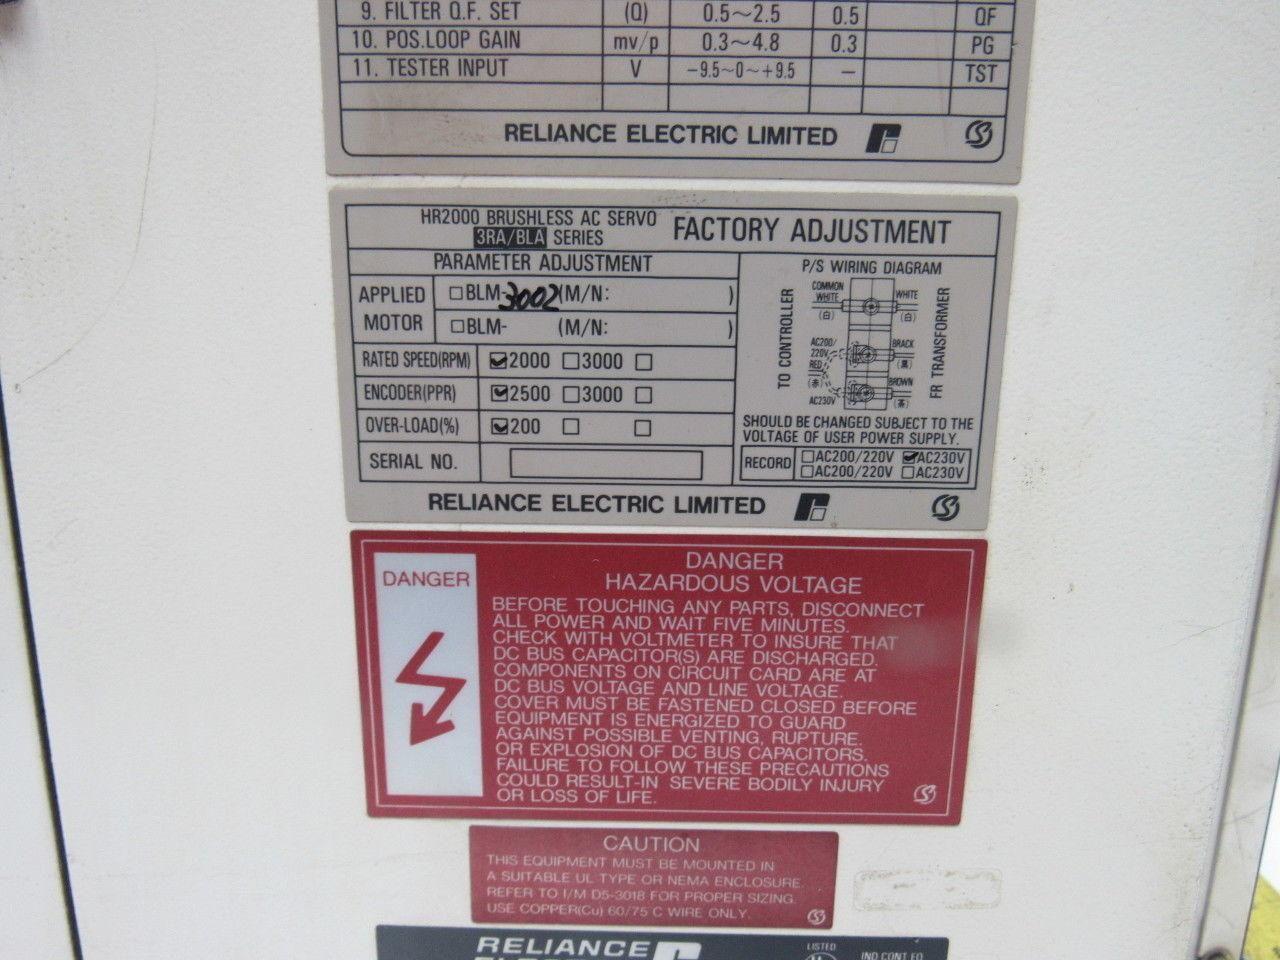 9. FILTER Q.F. SET (Q) 0.5～2.5 0.5 QF
10. POS.LOOP GAIN mv/p 0.3～4.8 0.3 PG
11. TESTER INPUT V －9.5～0～＋9.5 － TST
RELIANCE ELECTRIC LIMITED
HR2000 BRUSHLESS AC SERVO
3RA/BLA SERIES
FACTORY ADJUSTMENT
PARAMETER ADJUSTMENT
APPLIED MOTOR
□BLM-3002(M/N: )
□BLM- (M/N: )
RATED SPEED(RPM) ☑2000 □3000 □
ENCODER(PPR) ☑2500 □3000 □
OVER-LOAD(%) ☑200 □ □
SERIAL NO.
P/S WIRING DIAGRAM
TO CONTROLLER
COMMON
WHITE WHITE
(白) (白)
AC200/
220V BRACK
RED (黒)
(赤) BROWN
AC230V (茶)
FR TRANSFORMER
SHOULD BE CHANGED SUBJECT TO THE
VOLTAGE OF USER POWER SUPPLY.
RECORD □AC200/220V ☑AC230V
□AC200/220V □AC230V
RELIANCE ELECTRIC LIMITED
DANGER
DANGER
HAZARDOUS VOLTAGE
BEFORE TOUCHING ANY PARTS, DISCONNECT
ALL POWER AND WAIT FIVE MINUTES.
CHECK WITH VOLTMETER TO INSURE THAT
DC BUS CAPACITOR(S) ARE DISCHARGED.
COMPONENTS ON CIRCUIT CARD ARE AT
DC BUS VOLTAGE AND LINE VOLTAGE.
COVER MUST BE FASTENED CLOSED BEFORE
EQUIPMENT IS ENERGIZED TO GUARD
AGAINST POSSIBLE VENTING, RUPTURE.
OR EXPLOSION OF DC BUS CAPACITORS.
FAILURE TO FOLLOW THESE PRECAUTIONS
COULD RESULT-IN SEVERE BODILY INJURY
OR LOSS OF LIFE.
CAUTION
THIS EQUIPMENT MUST BE MOUNTED IN
A SUITABLE UL TYPE OR NEMA ENCLOSURE.
REFER TO I/M D5-3018 FOR PROPER SIZING.
USE COPPER(Cu) 60/75°C WIRE ONLY.
RELIANCE
ELECTRIC
LISTED
IND.CONT.EQ